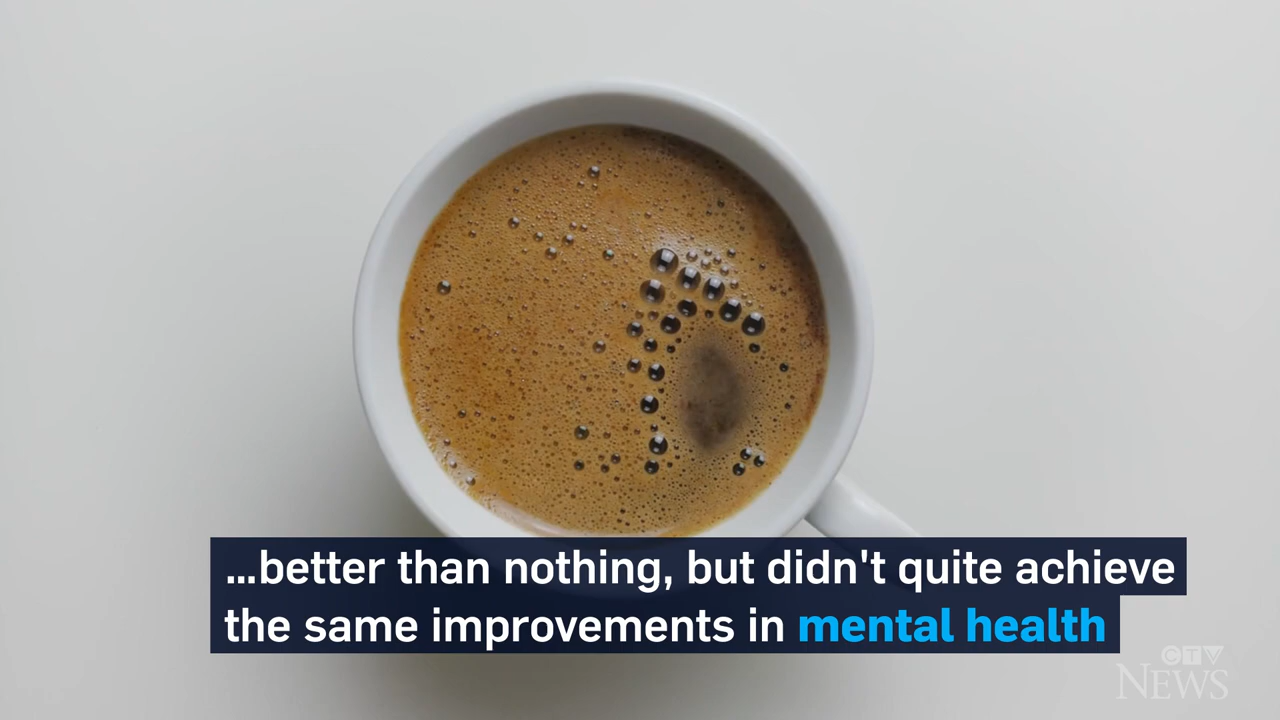 ...better than nothing, but didn't quite achieve
the same improvements in mental health
CTV
NEWS